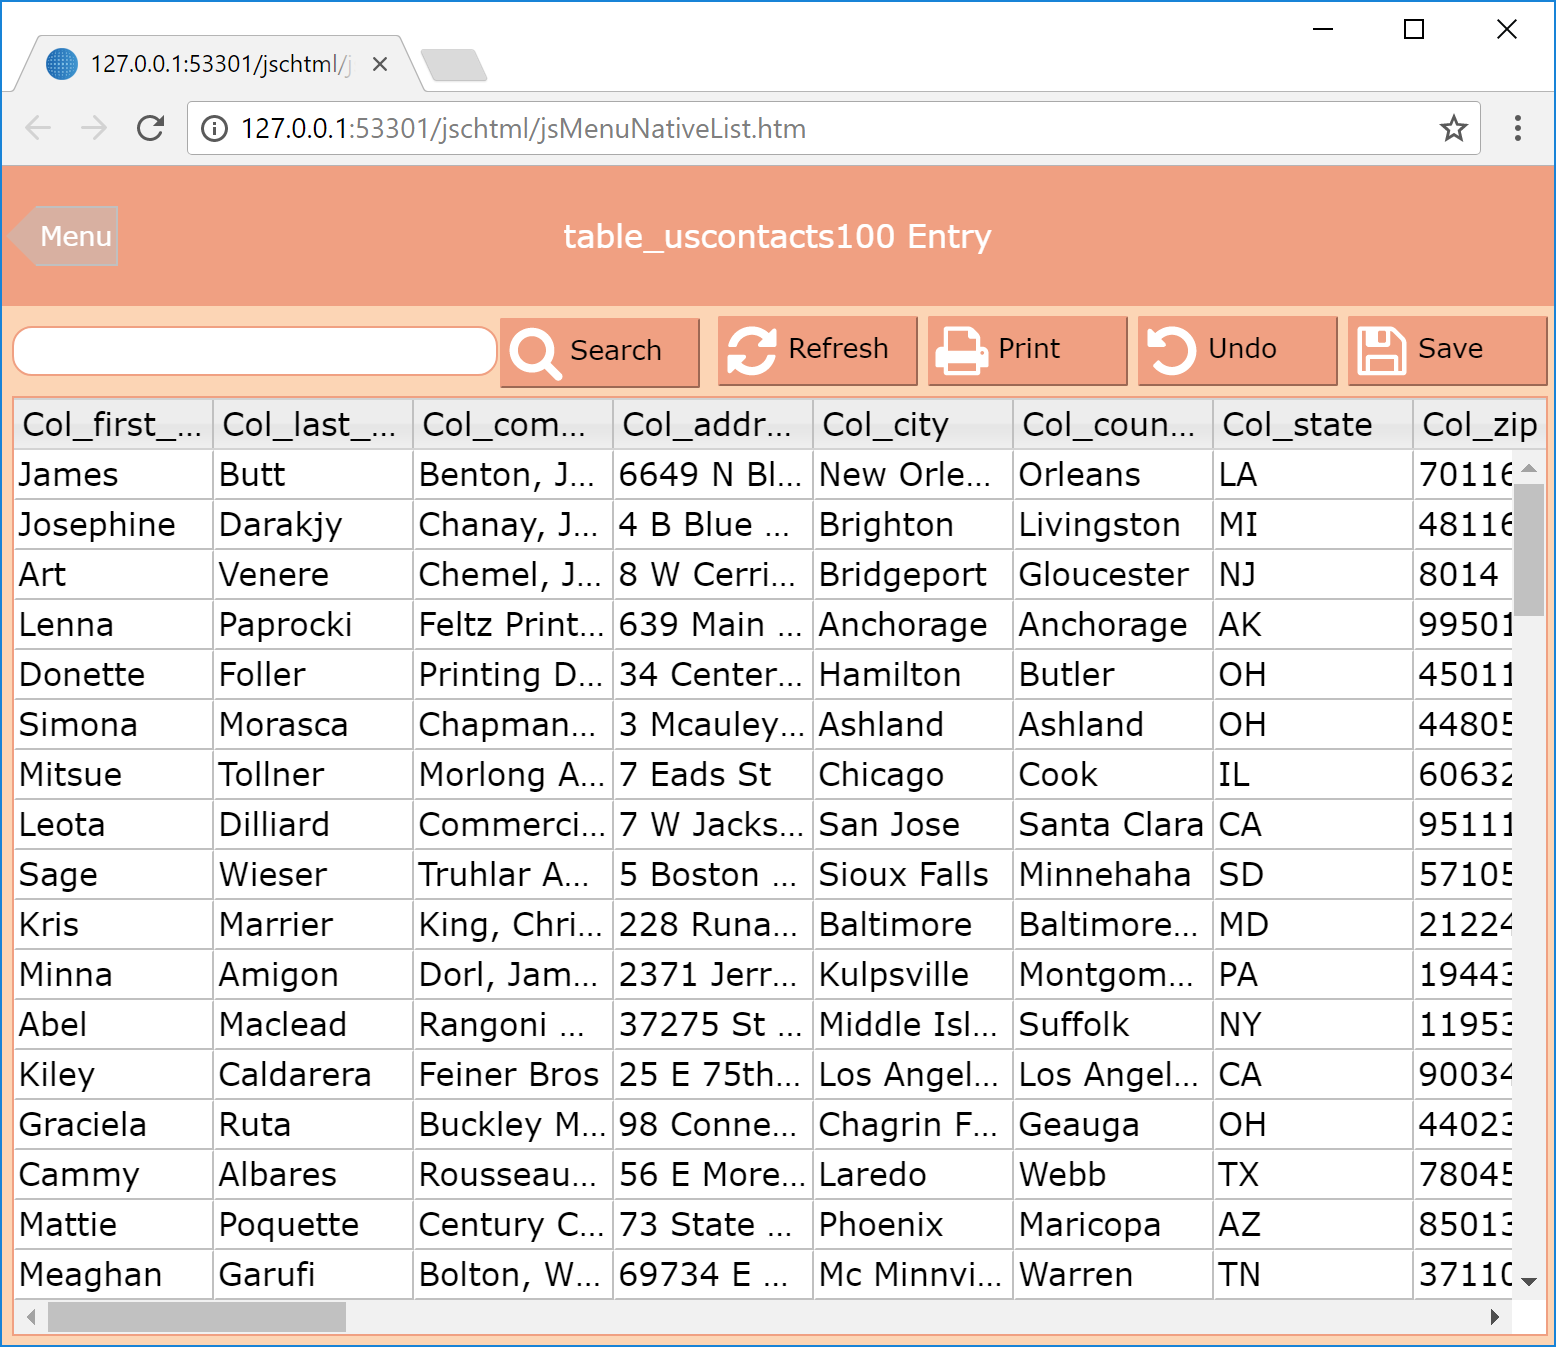 127.0.0.1:53301/jschtml/j
127.0.0.1:53301/jschtml/jsMenuNativeList.htm
Menu table_uscontacts100 Entry
Search Refresh Print Undo Save
Col_first_... Col_last_... Col_com... Col_addr... Col_city Col_coun... Col_state Col_zip
James Butt Benton, J... 6649 N Bl... New Orle... Orleans LA 70116
Josephine Darakjy Chanay, J... 4 B Blue ... Brighton Livingston MI 48116
Art Venere Chemel, J... 8 W Cerri... Bridgeport Gloucester NJ 8014
Lenna Paprocki Feltz Print... 639 Main ... Anchorage Anchorage AK 99501
Donette Foller Printing D... 34 Center... Hamilton Butler OH 45011
Simona Morasca Chapman... 3 Mcauley... Ashland Ashland OH 44805
Mitsue Tollner Morlong A... 7 Eads St Chicago Cook IL 60632
Leota Dilliard Commerci... 7 W Jacks... San Jose Santa Clara CA 95111
Sage Wieser Truhlar A... 5 Boston ... Sioux Falls Minnehaha SD 57105
Kris Marrier King, Chri... 228 Runa... Baltimore Baltimore... MD 21224
Minna Amigon Dorl, Jam... 2371 Jerr... Kulpsville Montgom... PA 19443
Abel Maclead Rangoni ... 37275 St ... Middle Isl... Suffolk NY 11953
Kiley Caldarera Feiner Bros 25 E 75th... Los Angel... Los Angel... CA 90034
Graciela Ruta Buckley M... 98 Conne... Chagrin F... Geauga OH 44023
Cammy Albares Rousseau... 56 E More... Laredo Webb TX 78045
Mattie Poquette Century C... 73 State ... Phoenix Maricopa AZ 85013
Meaghan Garufi Bolton, W... 69734 E ... Mc Minnvi... Warren TN 37110